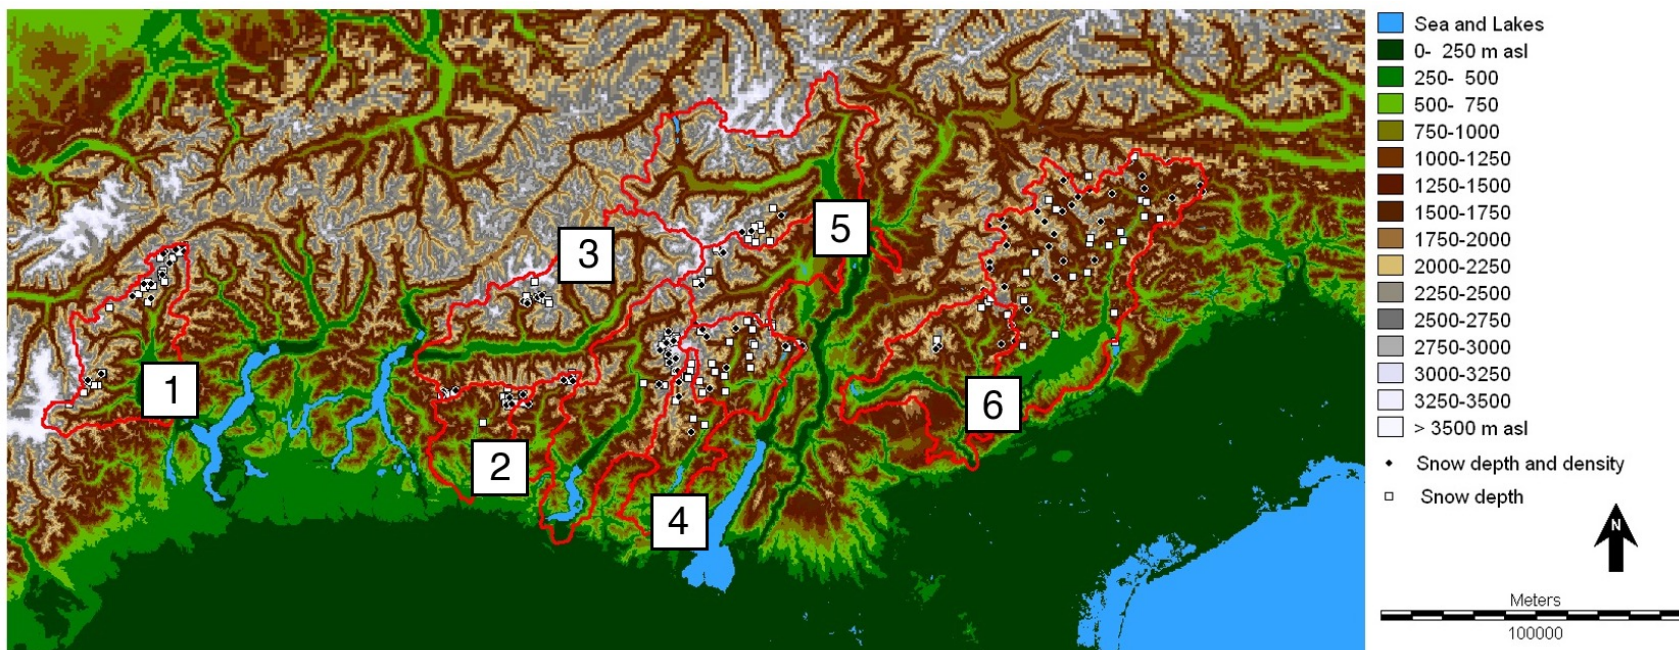 1
2
3
4
5
6
Sea and Lakes
0- 250 m asl
250- 500
500- 750
750-1000
1000-1250
1250-1500
1500-1750
1750-2000
2000-2250
2250-2500
2500-2750
2750-3000
3000-3250
3250-3500
> 3500 m asl
Snow depth and density
Snow depth
N
Meters
100000